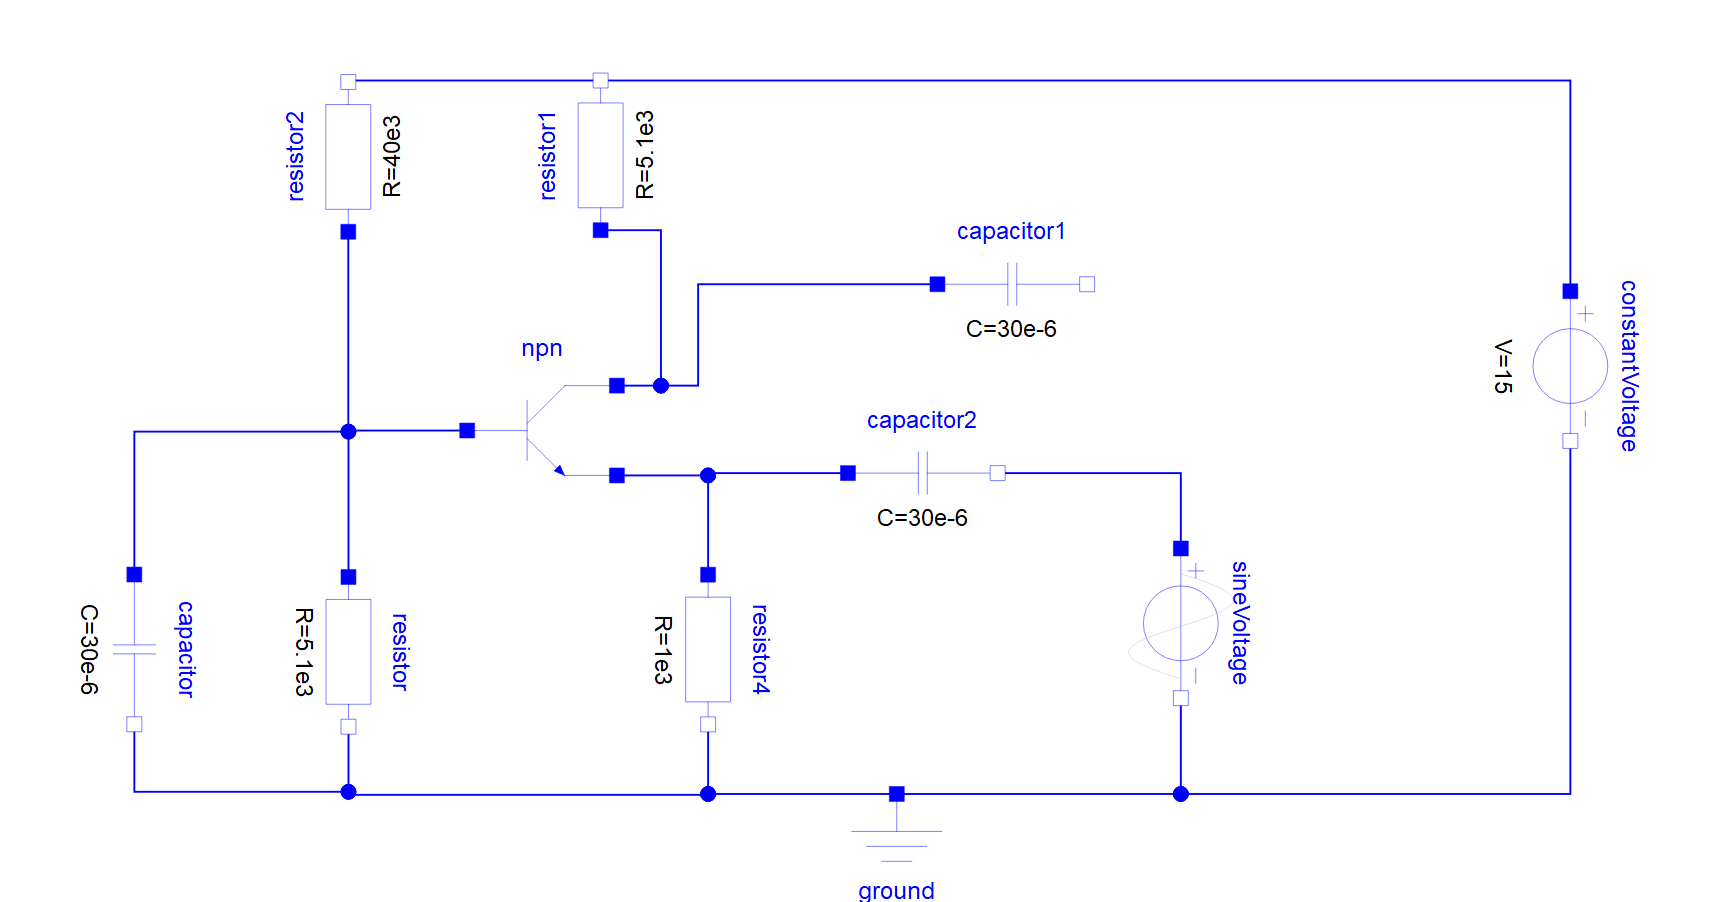 resistor2
R=40e3
resistor1
R=5.1e3
capacitor1
C=30e-6
npn
constantVoltage
V=15
+
−
capacitor2
C=30e-6
capacitor
C=30e-6
resistor
R=5.1e3
resistor4
R=1e3
sineVoltage
+
−
ground